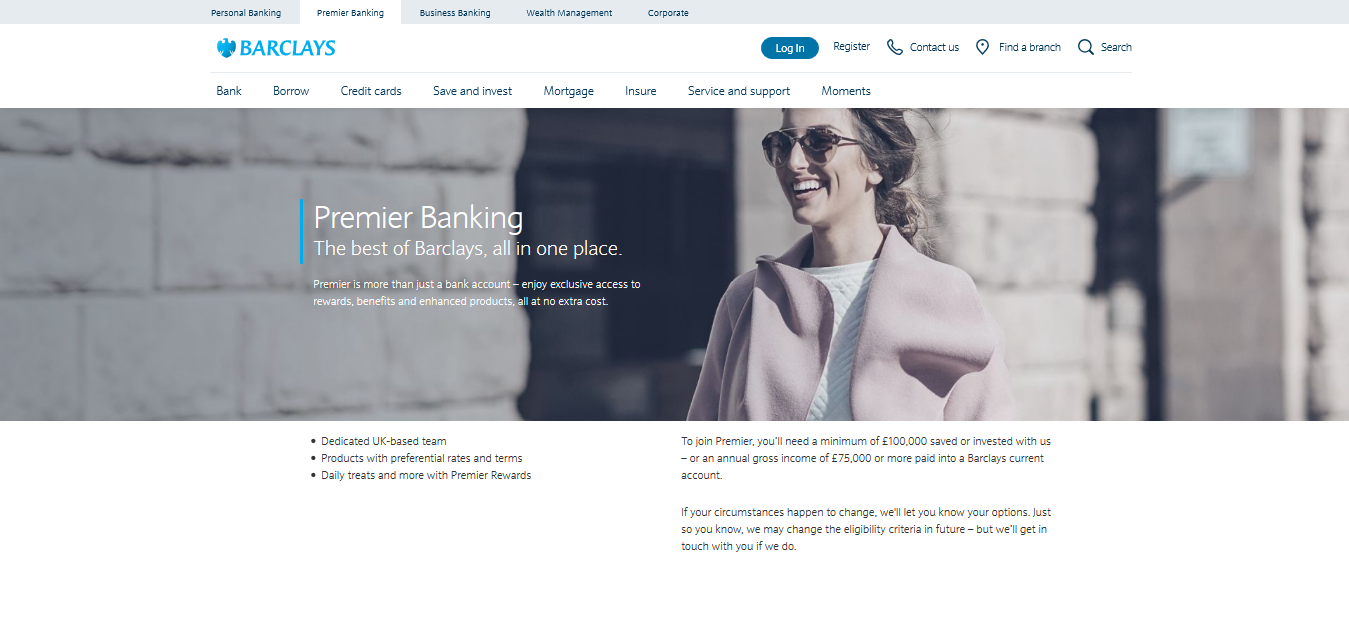 Personal Banking Premier Banking Business Banking Wealth Management Corporate
BARCLAYS Log In Register Contact us Find a branch Search
Bank Borrow Credit cards Save and invest Mortgage Insure Service and support Moments
Premier Banking
The best of Barclays, all in one place.
Premier is more than just a bank account – enjoy exclusive access to
rewards, benefits and enhanced products, all at no extra cost.
Dedicated UK-based team
Products with preferential rates and terms
Daily treats and more with Premier Rewards
To join Premier, you'll need a minimum of £100,000 saved or invested with us
– or an annual gross income of £75,000 or more paid into a Barclays current
account.
If your circumstances happen to change, we'll let you know your options. Just
so you know, we may change the eligibility criteria in future – but we'll get in
touch with you if we do.